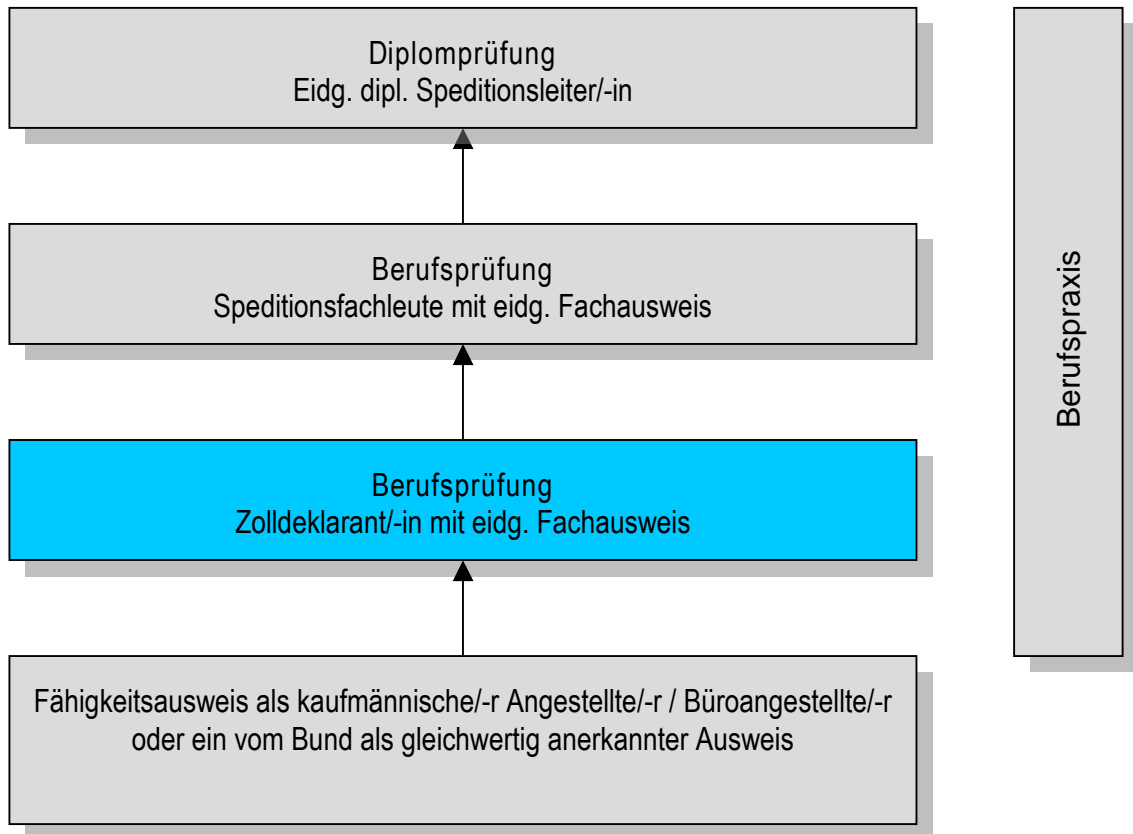 Diplomprüfung
Eidg. dipl. Speditionsleiter/-in
Berufsprüfung
Speditionsfachleute mit eidg. Fachausweis
Berufsprüfung
Zolldeklarant/-in mit eidg. Fachausweis
Fähigkeitsausweis als kaufmännische/-r Angestellte/-r / Büroangestellte/-r
oder ein vom Bund als gleichwertig anerkannter Ausweis
Berufspraxis